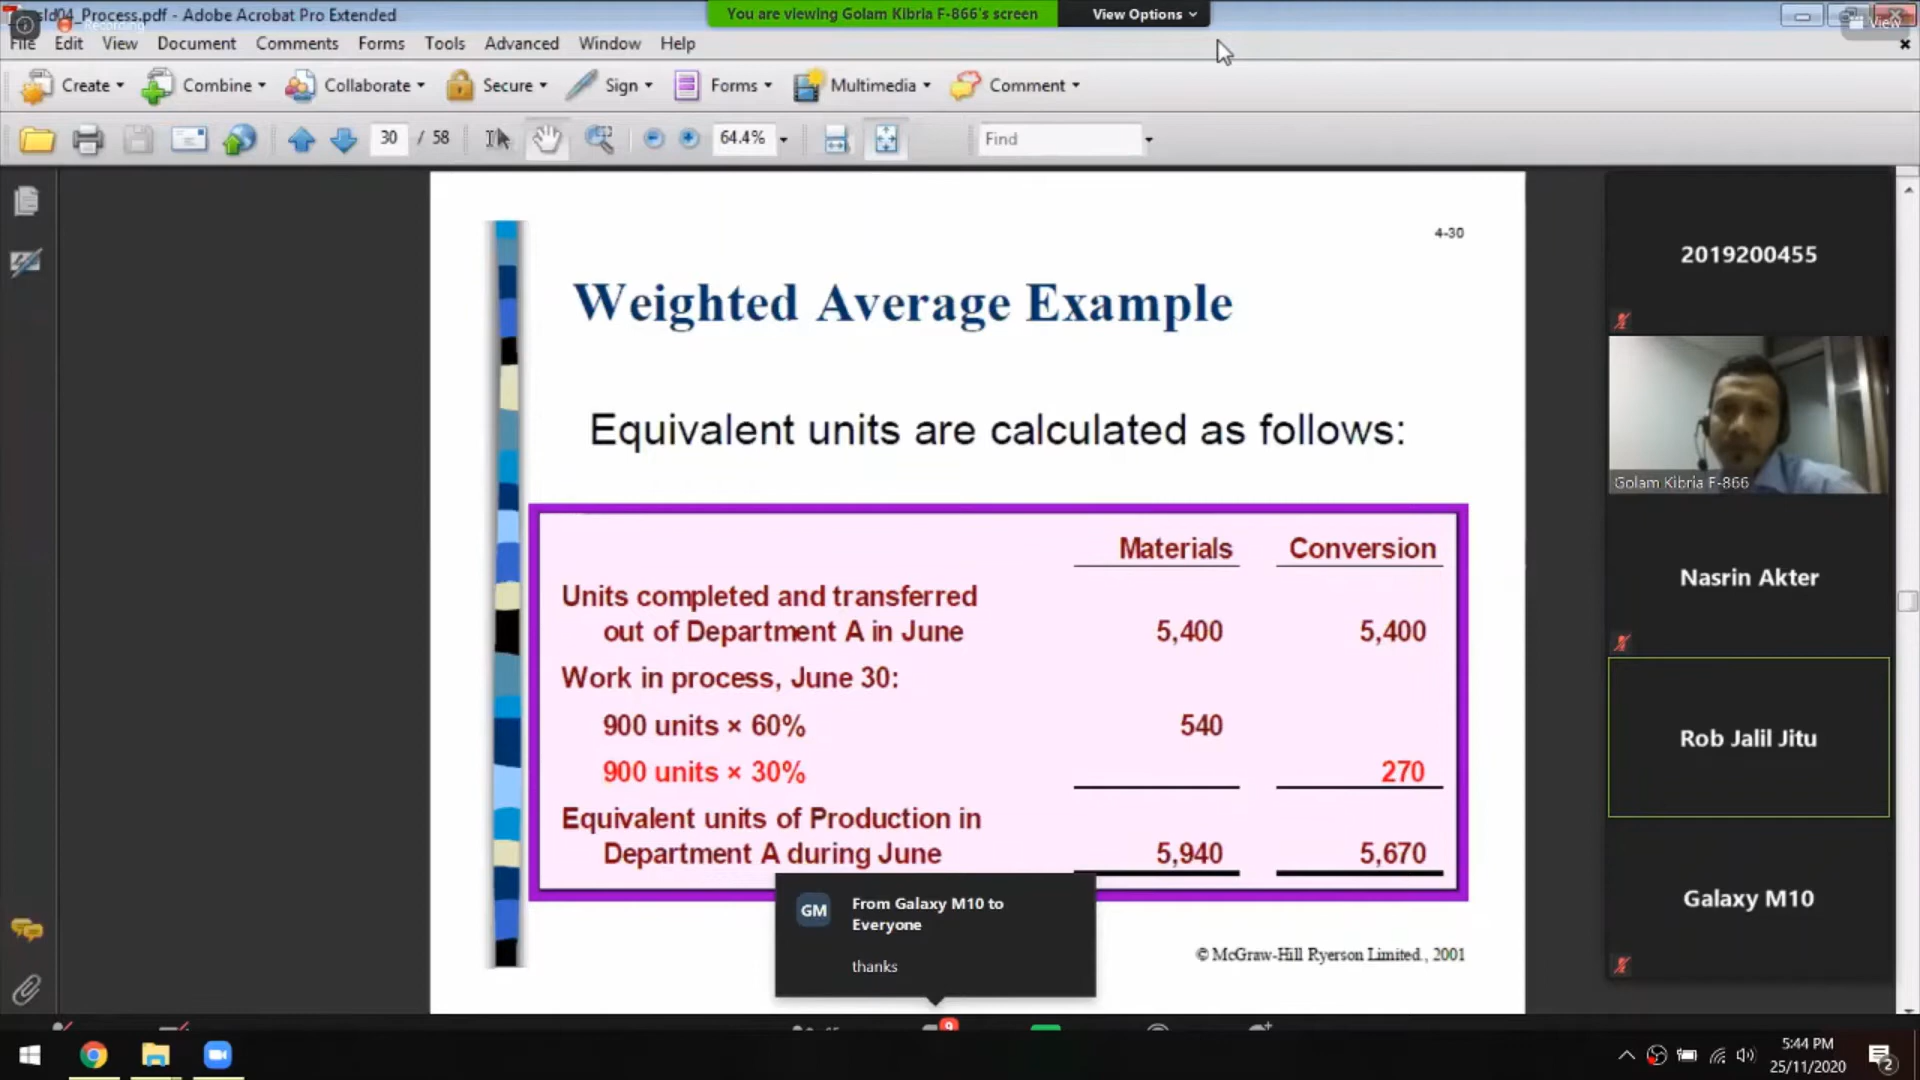 sld04_Process.pdf - Adobe Acrobat Pro Extended
Recording
You are viewing Golam Kibria F-866's screen
View Options
View
File Edit View Document Comments Forms Tools Advanced Window Help
Create Combine Collaborate Secure Sign Forms Multimedia Comment
30 / 58 64.4% Find
4-30
Weighted Average Example
Equivalent units are calculated as follows:
Materials Conversion
Units completed and transferred
out of Department A in June 5,400 5,400
Work in process, June 30:
900 units × 60% 540
900 units × 30% 270
Equivalent units of Production in
Department A during June 5,940 5,670
GM
From Galaxy M10 to
Everyone
thanks
© McGraw-Hill Ryerson Limited., 2001
2019200455
Golam Kibria F-866
Nasrin Akter
Rob Jalil Jitu
Galaxy M10
9
5:44 PM
25/11/2020
2